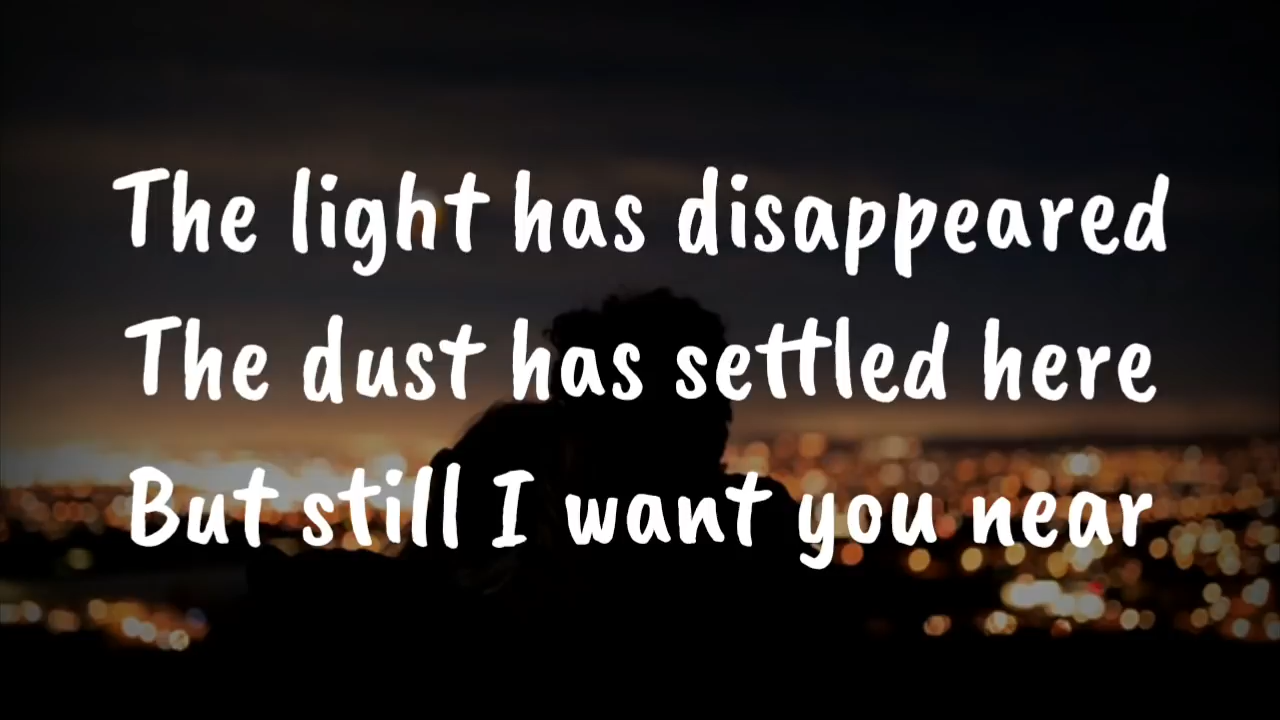 The light has disappeared
The dust has settled here
But still I want you near